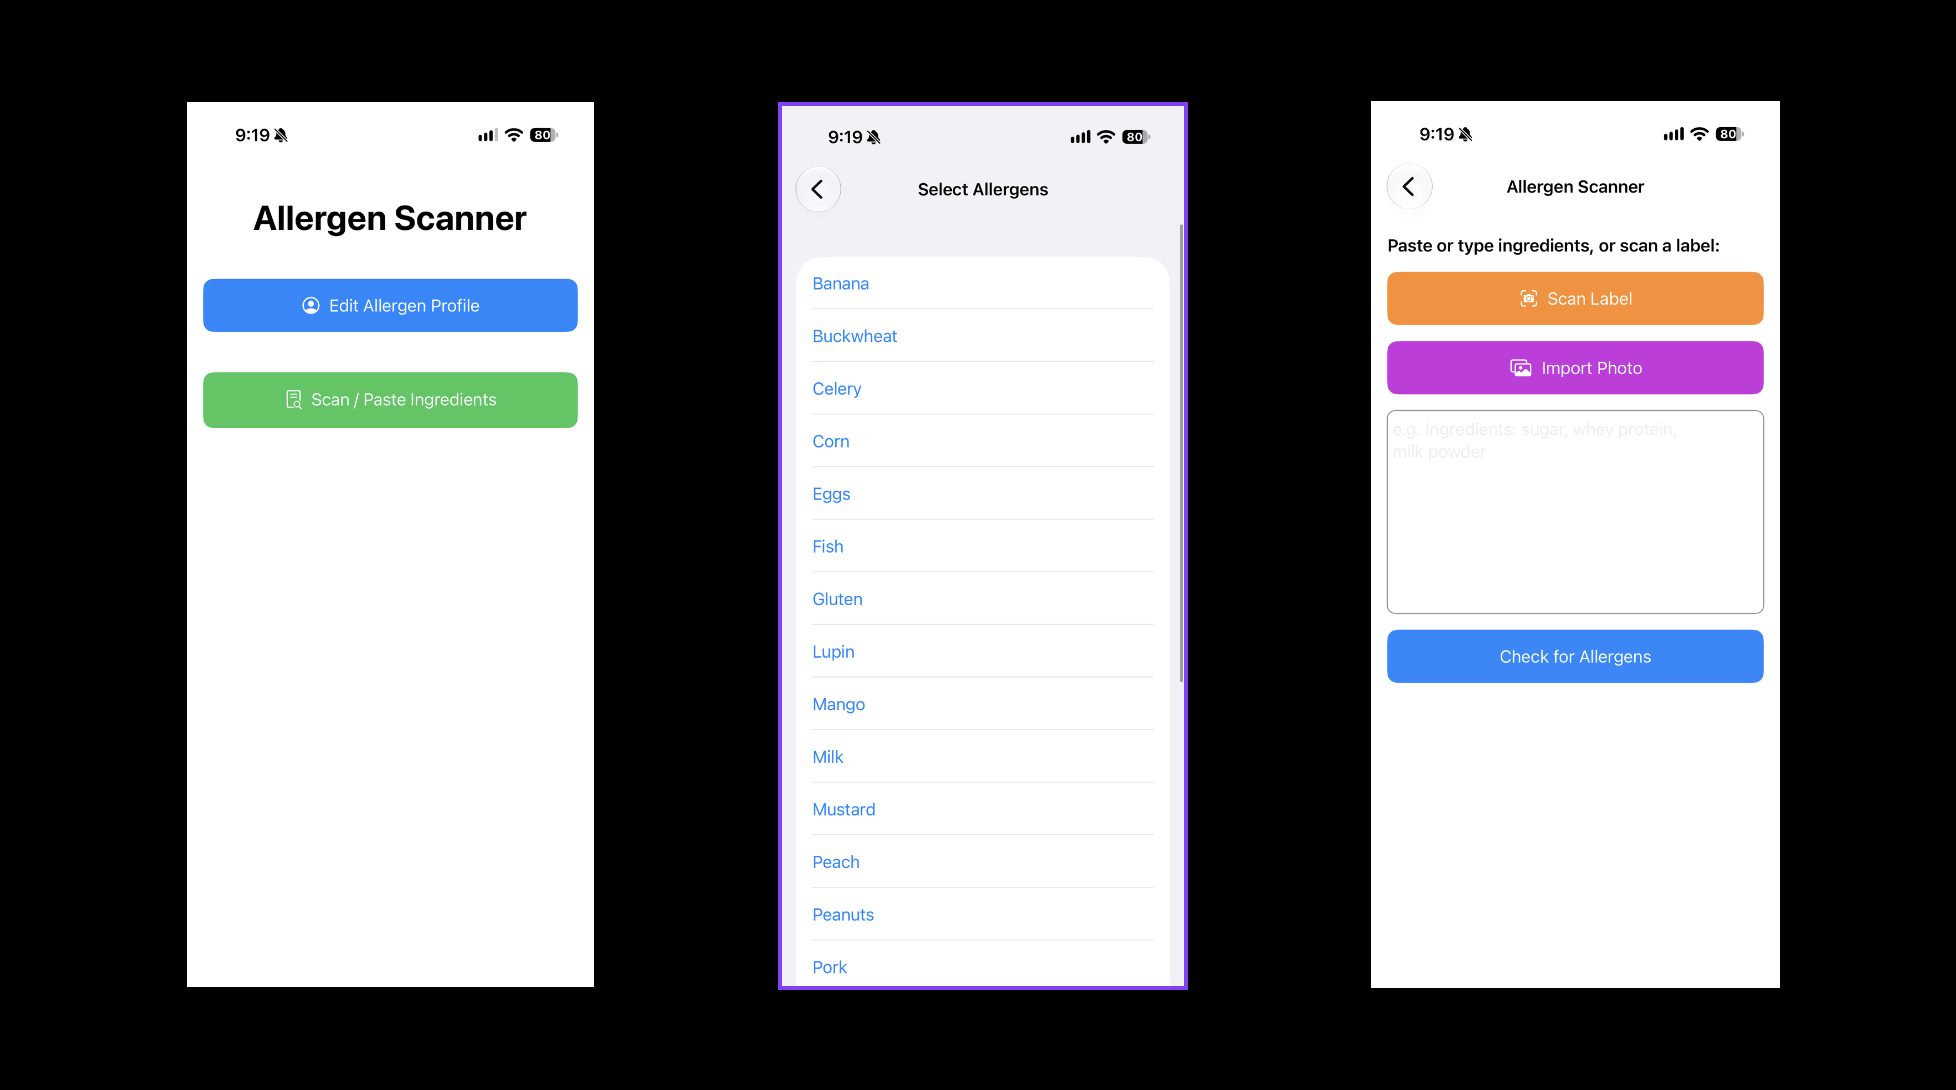 9:19
80
Allergen Scanner
Edit Allergen Profile
Scan / Paste Ingredients
9:19
80
Select Allergens
Banana
Buckwheat
Celery
Corn
Eggs
Fish
Gluten
Lupin
Mango
Milk
Mustard
Peach
Peanuts
Pork
9:19
80
Allergen Scanner
Paste or type ingredients, or scan a label:
Scan Label
Import Photo
e.g. Ingredients: sugar, whey protein,
milk powder
Check for Allergens